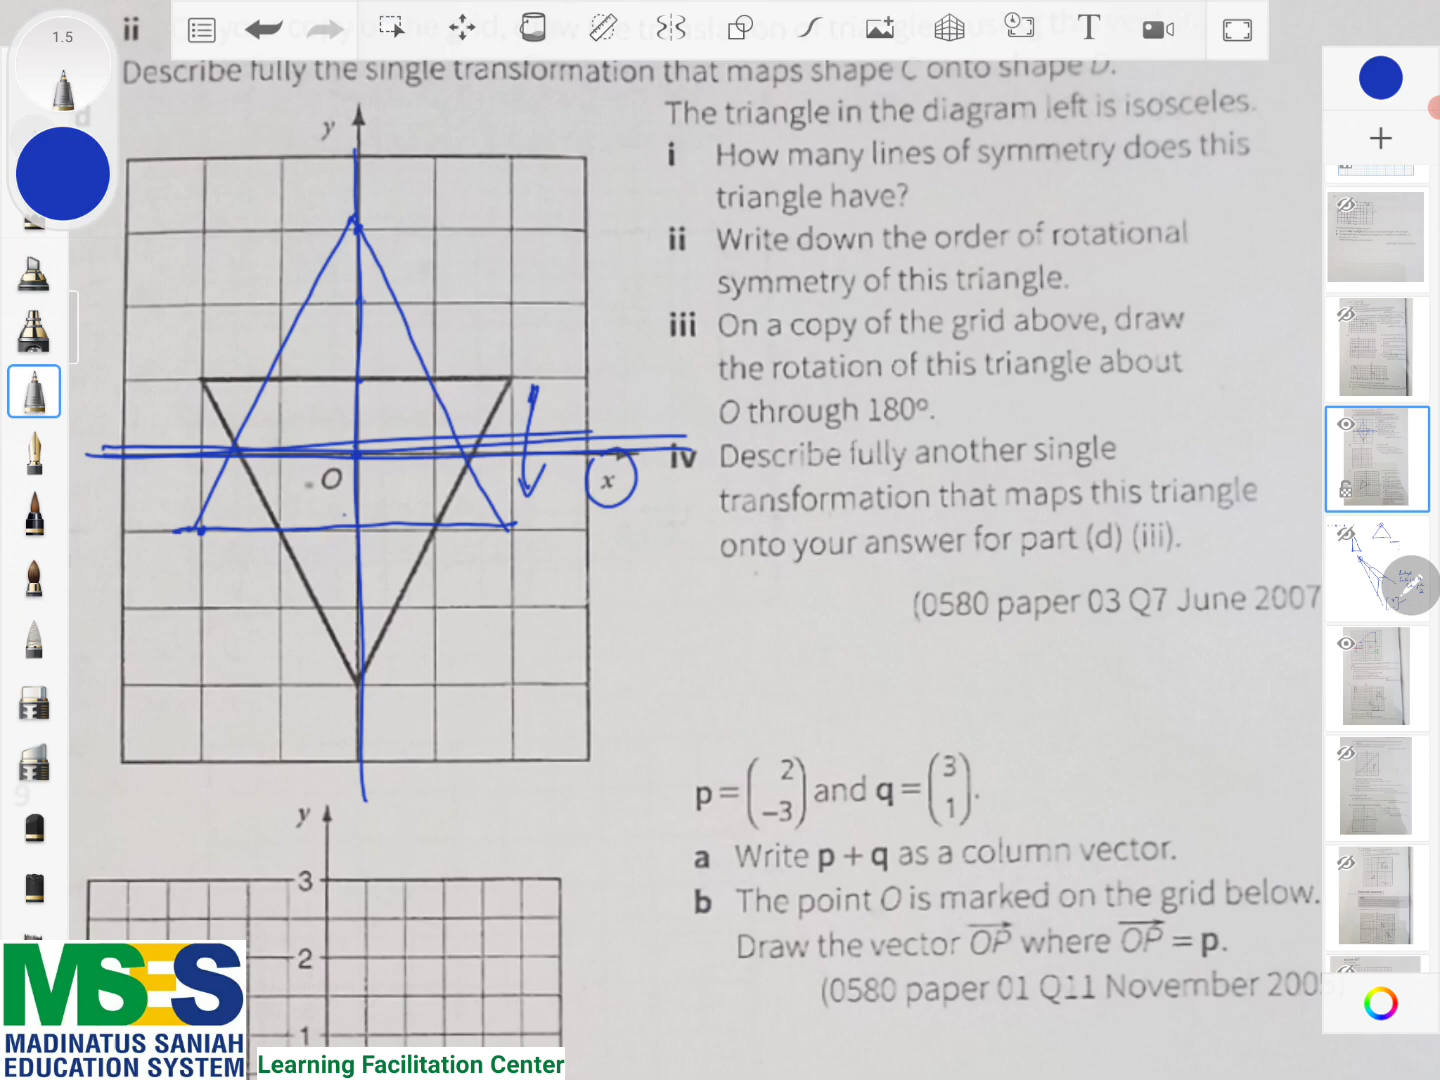 1.5
ii
Describe fully the single transformation that maps shape C onto shape D.
d
y
O
x
The triangle in the diagram left is isosceles.
i How many lines of symmetry does this
triangle have?
ii Write down the order of rotational
symmetry of this triangle.
iii On a copy of the grid above, draw
the rotation of this triangle about
O through 180º.
iv Describe fully another single
transformation that maps this triangle
onto your answer for part (d) (iii).
(0580 paper 03 Q7 June 2007
9
p = ( 2 −3 ) and q = ( 3 1 ).
a Write p + q as a column vector.
b The point O is marked on the grid below.
Draw the vector OP where OP = p.
(0580 paper 01 Q11 November 200
y
3
2
1
MSES
MADINATUS SANIAH
EDUCATION SYSTEM
Learning Facilitation Center